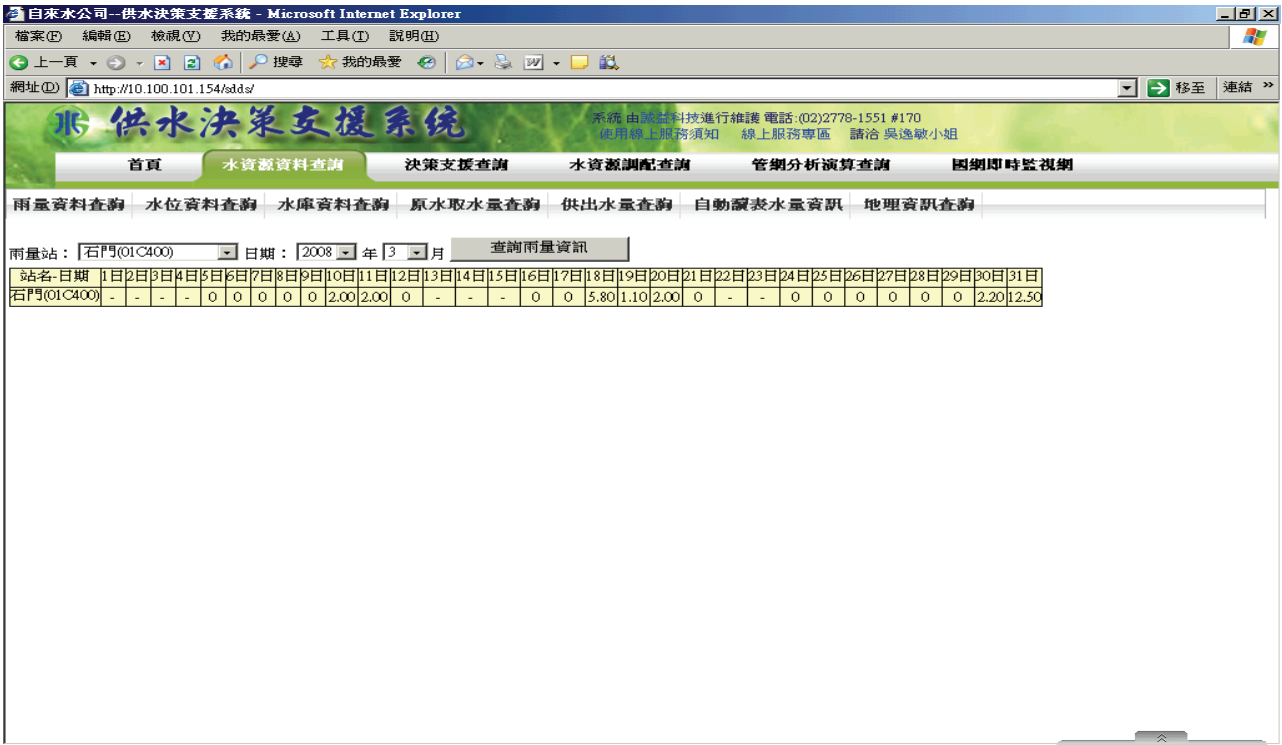 自來水公司--供水決策支援系統 - Microsoft Internet Explorer
檔案(F) 編輯(E) 檢視(V) 我的最愛(A) 工具(T) 說明(H)
上一頁 搜尋 我的最愛
網址(D) http://10.100.101.154/sdds/ 移至 連結 »
供水決策支援系統
系統 由 科技進行維護 電話:(02)2778-1551 #170
使用線上服務須知 線上服務專區 請洽 吳逸敏小姐
首頁 水資源資料查詢 決策支援查詢 水資源調配查詢 管網分析演算查詢 國網即時監視網
雨量資料查詢 水位資料查詢 水庫資料查詢 原水取水量查詢 供出水量查詢 自動讀表水量資訊 地理資訊查詢
雨量站： 石門(01C400) 日期： 2008 年 3 月 查詢雨量資訊
站名-日期 1日 2日 3日 4日 5日 6日 7日 8日 9日 10日 11日 12日 13日 14日 15日 16日 17日 18日 19日 20日 21日 22日 23日 24日 25日 26日 27日 28日 29日 30日 31日
石門(01C400) - - - - 0 0 0 0 0 2.00 2.00 0 - - - 0 0 5.80 1.10 2.00 0 - - 0 0 0 0 0 0 2.20 12.50